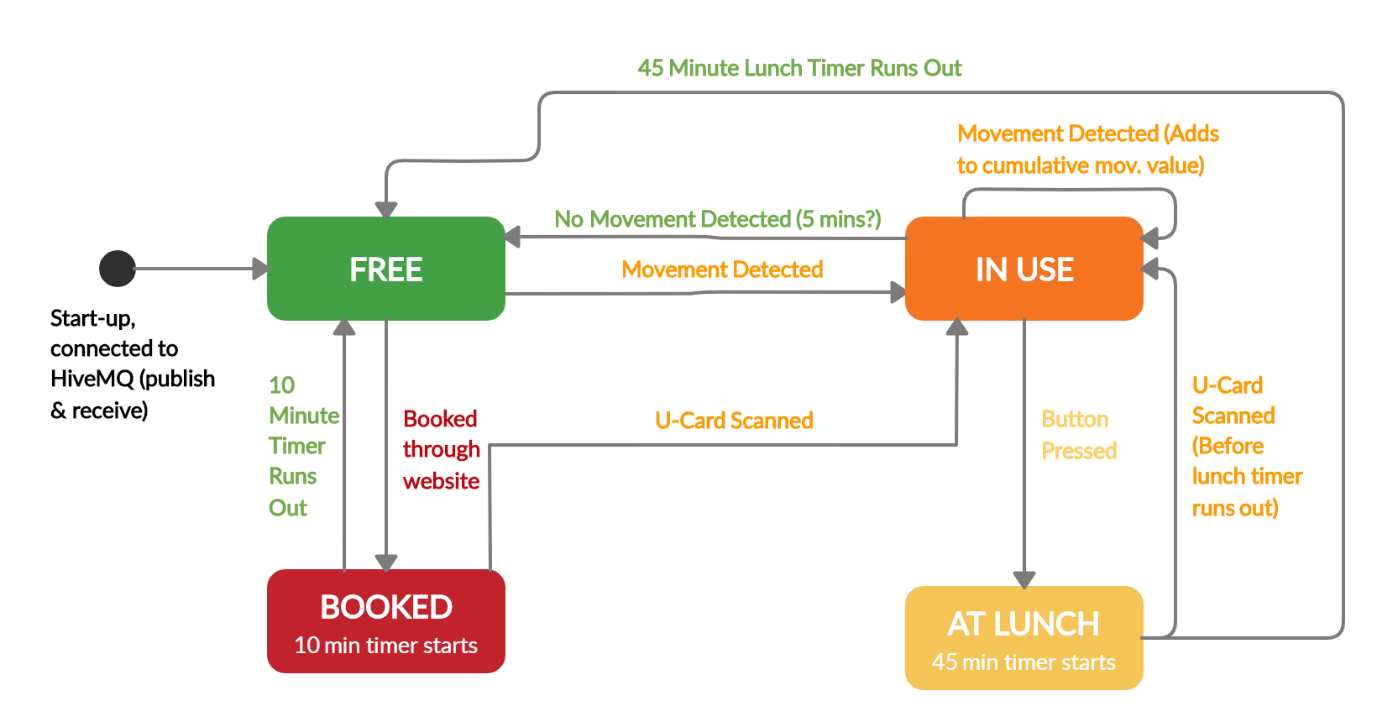 45 Minute Lunch Timer Runs Out
Movement Detected (Adds
to cumulative mov. value)
No Movement Detected (5 mins?)
FREE
Movement Detected
IN USE
Start-up,
connected to
HiveMQ (publish
& receive)
10
Minute
Timer
Runs
Out
Booked
through
website
U-Card Scanned
Button
Pressed
U-Card
Scanned
(Before
lunch timer
runs out)
BOOKED
10 min timer starts
AT LUNCH
45 min timer starts